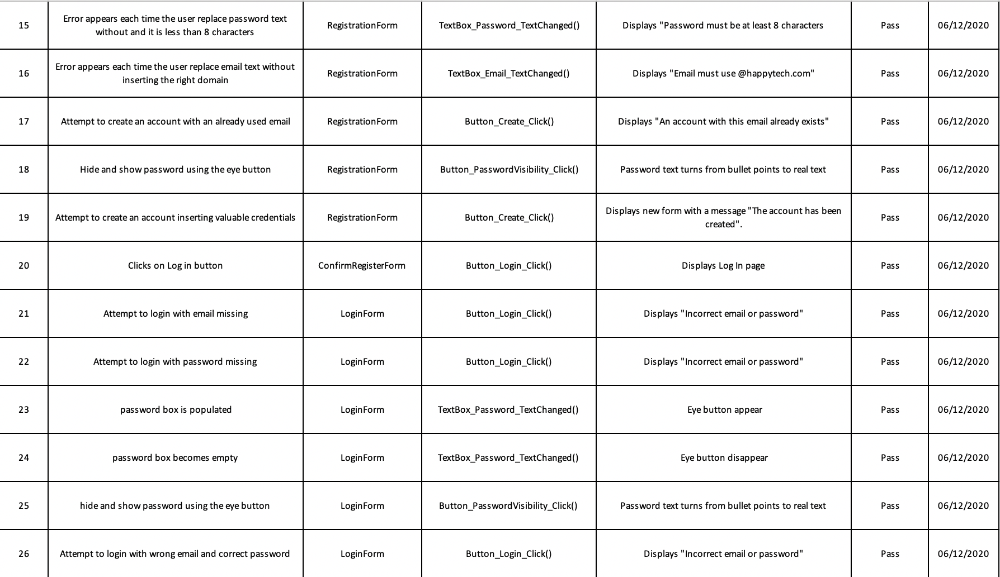 15 Error appears each time the user replace password text without and it is less than 8 characters RegistrationForm TextBox_Password_TextChanged() Displays "Password must be at least 8 characters Pass 06/12/2020
16 Error appears each time the user replace email text without inserting the right domain RegistrationForm TextBox_Email_TextChanged() Displays "Email must use @happytech.com" Pass 06/12/2020
17 Attempt to create an account with an already used email RegistrationForm Button_Create_Click() Displays "An account with this email already exists" Pass 06/12/2020
18 Hide and show password using the eye button RegistrationForm Button_PasswordVisibility_Click() Password text turns from bullet points to real text Pass 06/12/2020
19 Attempt to create an account inserting valuable credentials RegistrationForm Button_Create_Click() Displays new form with a message "The account has been created". Pass 06/12/2020
20 Clicks on Log in button ConfirmRegisterForm Button_Login_Click() Displays Log In page Pass 06/12/2020
21 Attempt to login with email missing LoginForm Button_Login_Click() Displays "Incorrect email or password" Pass 06/12/2020
22 Attempt to login with password missing LoginForm Button_Login_Click() Displays "Incorrect email or password" Pass 06/12/2020
23 password box is populated LoginForm TextBox_Password_TextChanged() Eye button appear Pass 06/12/2020
24 password box becomes empty LoginForm TextBox_Password_TextChanged() Eye button disappear Pass 06/12/2020
25 hide and show password using the eye button LoginForm Button_PasswordVisibility_Click() Password text turns from bullet points to real text Pass 06/12/2020
26 Attempt to login with wrong email and correct password LoginForm Button_Login_Click() Displays "Incorrect email or password" Pass 06/12/2020